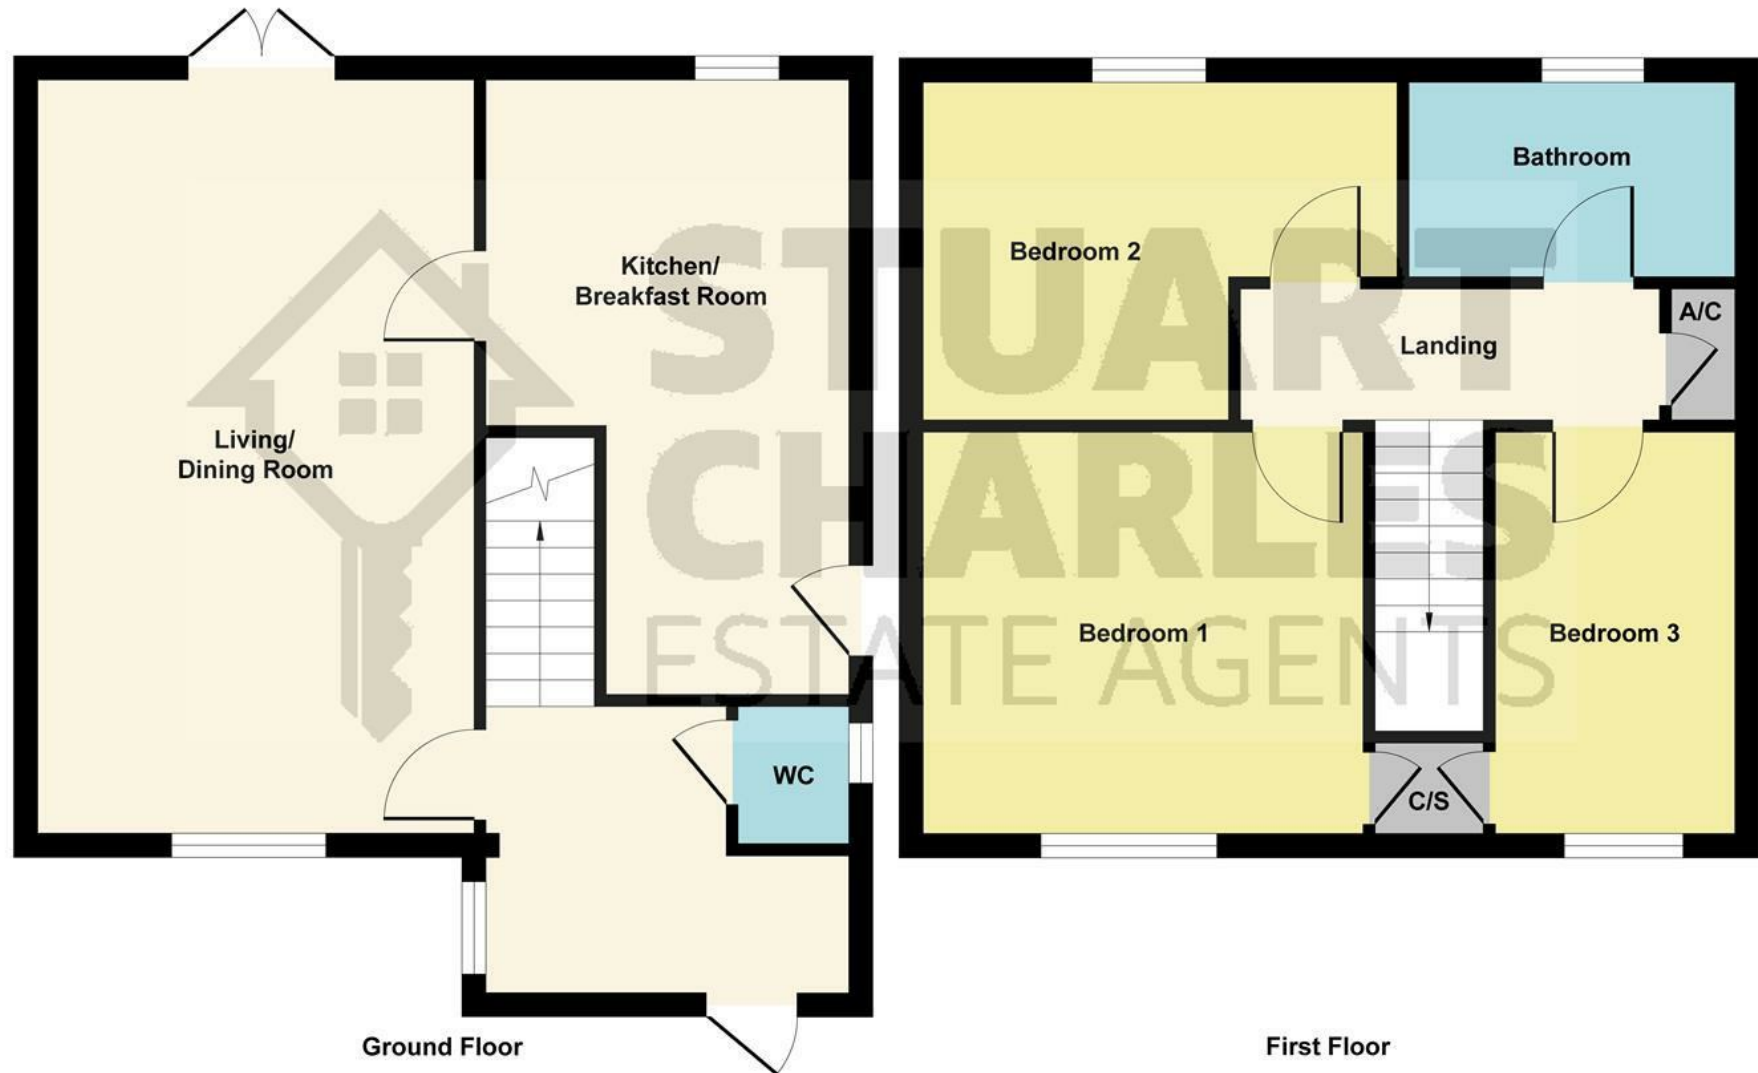 Living/
Dining Room
Kitchen/
Breakfast Room
WC
Ground Floor
Bedroom 2
Bathroom
A/C
Landing
Bedroom 1
Bedroom 3
C/S
First Floor
STUART
CHARLES
ESTATE AGENTS